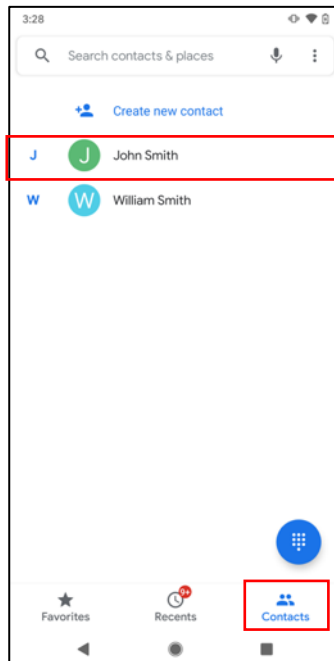 3:28
Search contacts & places
Create new contact
J J John Smith
W W William Smith
9+
Favorites Recents Contacts